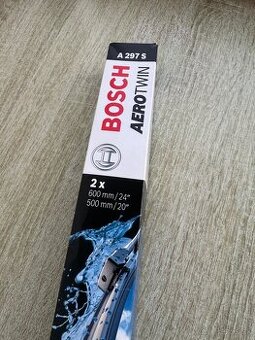 A 297 S
BOSCH
AEROTWIN
2 x
600 mm/24"
500 mm/20"